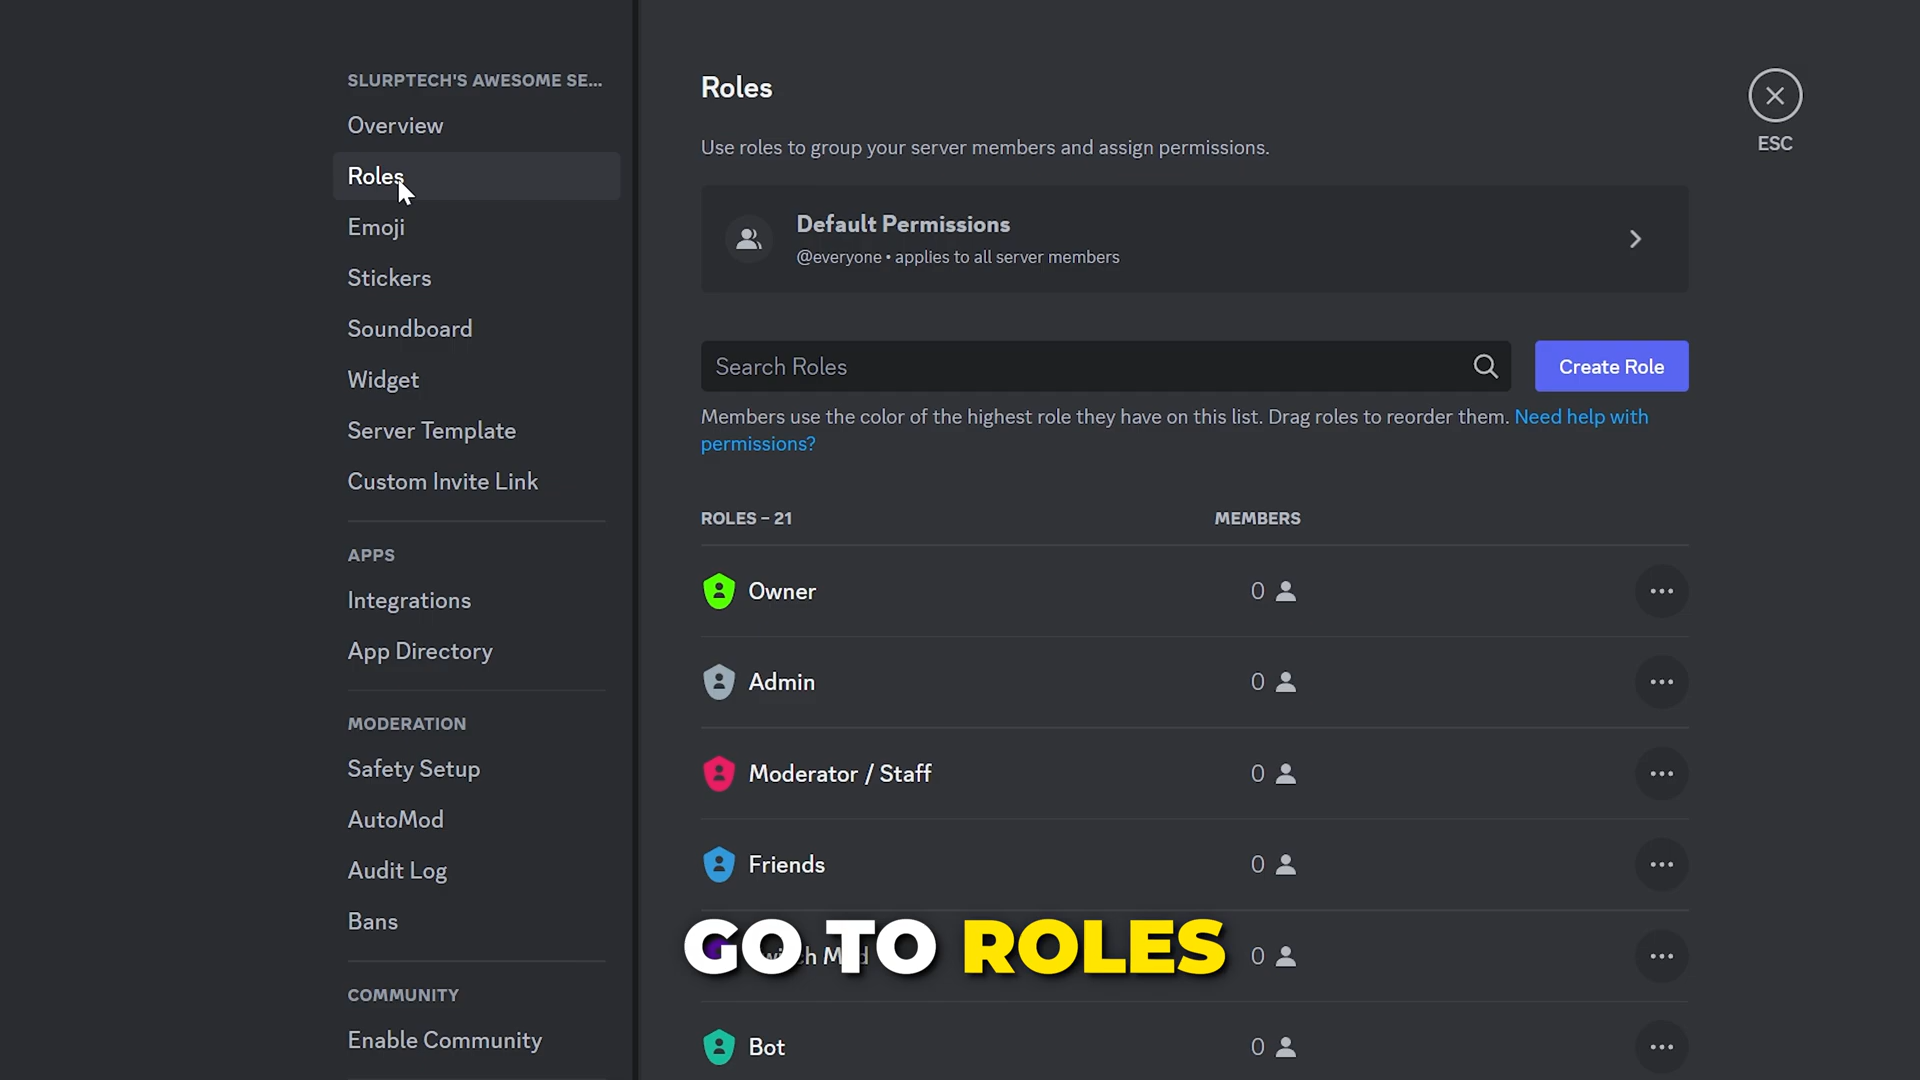 SLURPTECH'S AWESOME SE...
Overview
Roles
Emoji
Stickers
Soundboard
Widget
Server Template
Custom Invite Link
APPS
Integrations
App Directory
MODERATION
Safety Setup
AutoMod
Audit Log
Bans
COMMUNITY
Enable Community
Roles
ESC
Use roles to group your server members and assign permissions.
Default Permissions
@everyone • applies to all server members
Search Roles
Create Role
Members use the color of the highest role they have on this list. Drag roles to reorder them. Need help with
permissions?
ROLES – 21 MEMBERS
Owner 0
Admin 0
Moderator / Staff 0
Friends 0
0
GO TO ROLES
Bot 0